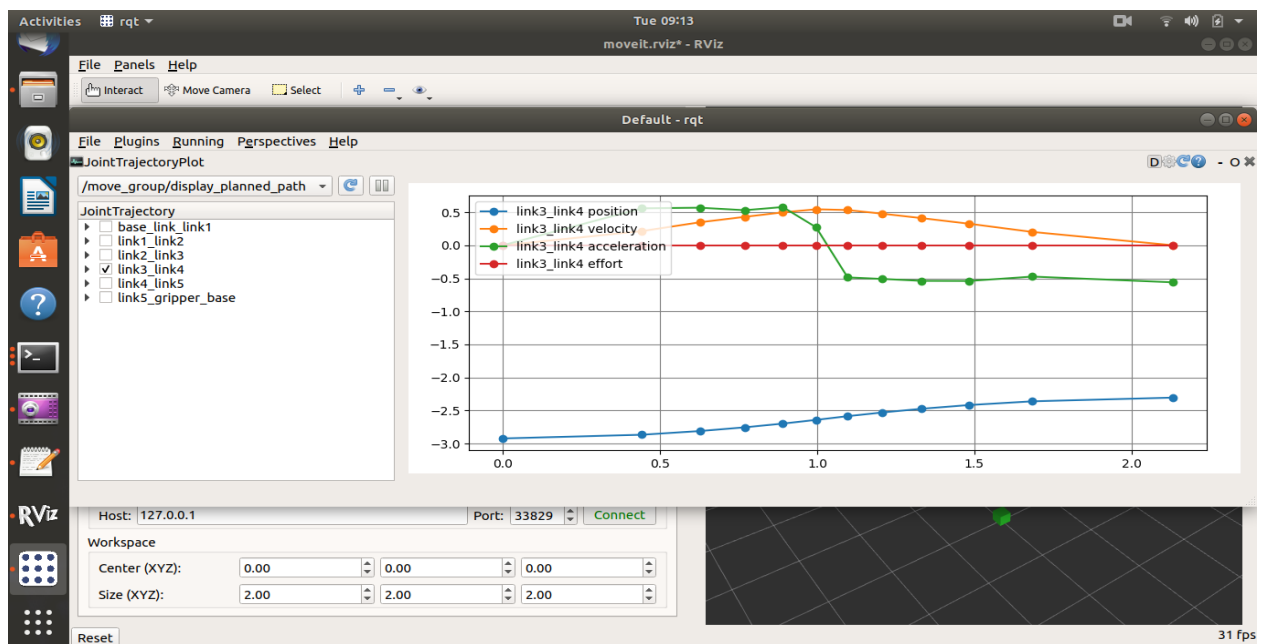 Activities rqt Tue 09:13
moveit.rviz* - RViz
File Panels Help
Interact Move Camera Select
Default - rqt
File Plugins Running Perspectives Help
JointTrajectoryPlot D - O
/move_group/display_planned_path
JointTrajectory
base_link_link1
link1_link2
link2_link3
link3_link4
link4_link5
link5_gripper_base
link3_link4 position
link3_link4 velocity
link3_link4 acceleration
link3_link4 effort
0.5
0.0
−0.5
−1.0
−1.5
−2.0
−2.5
−3.0
0.0 0.5 1.0 1.5 2.0
RViz
Host: 127.0.0.1 Port: 33829 Connect
Workspace
Center (XYZ): 0.00 0.00 0.00
Size (XYZ): 2.00 2.00 2.00
Reset 31 fps